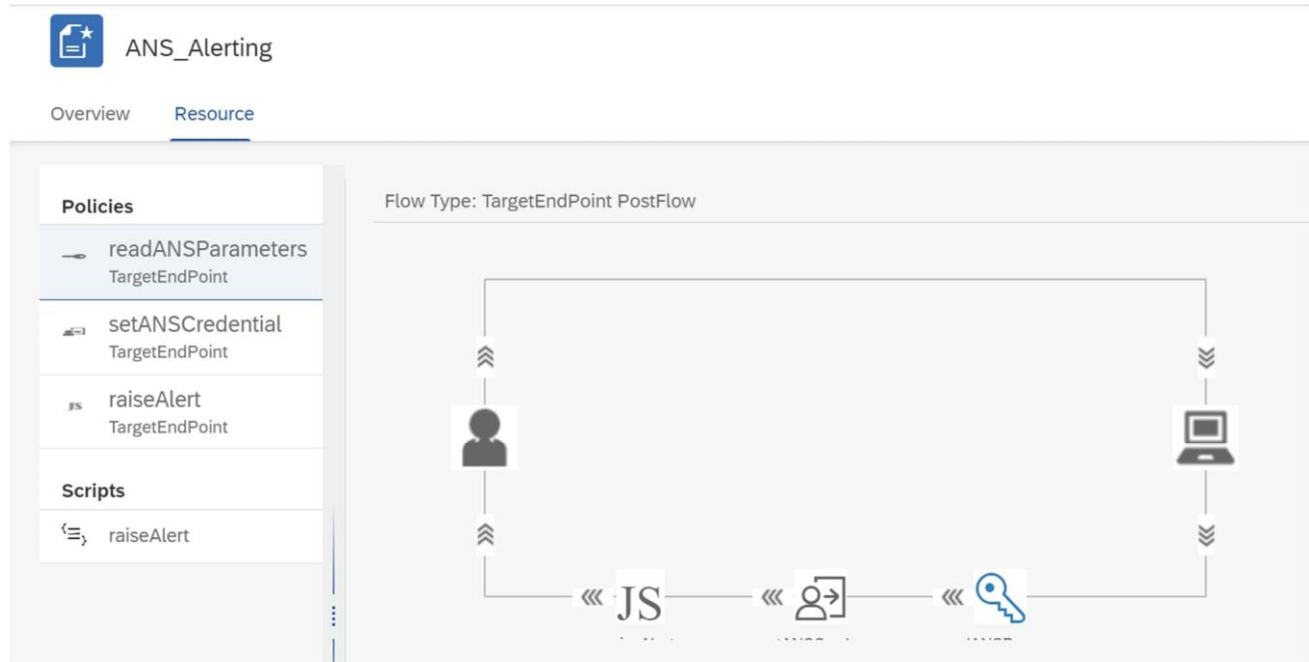 ANS_Alerting
Overview Resource
Policies
readANSParameters
TargetEndPoint
setANSCredential
TargetEndPoint
JS raiseAlert
TargetEndPoint
Scripts
raiseAlert
Flow Type: TargetEndPoint PostFlow
JS